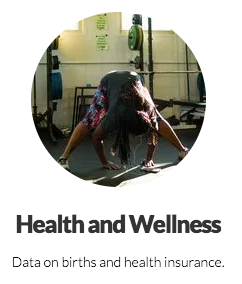 Health and Wellness
Data on births and health insurance.